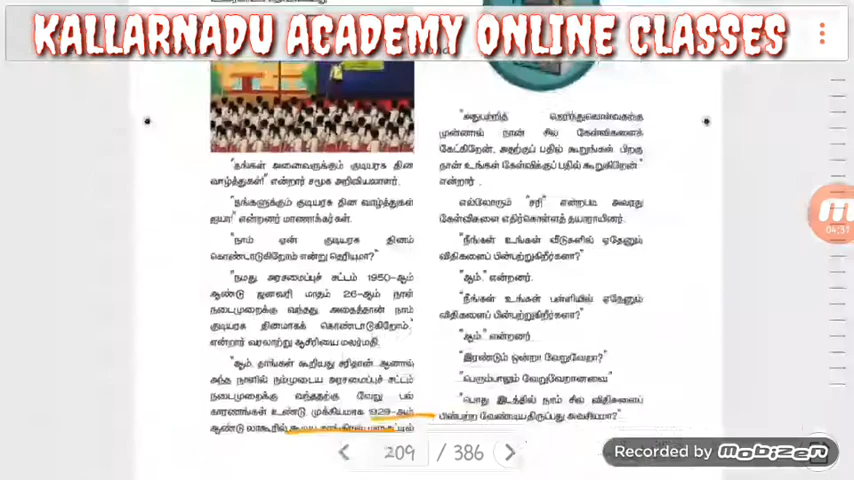 KALLARNADU ACADEMY ONLINE CLASSES
"தங்கள் அனைவருக்கும் குடியரசு தின
வாழ்த்துகள்!" என்றார் சமூக அறிவியலாளர்.
"தங்களுக்கும் குடியரசு தின வாழ்த்துகள்
ஐயா! என்றனர் மாணாக்கர்கள்.
"நாம் ஏன் குடியரசு தினம்
கொண்டாடுகிறோம் என்று தெரியுமா?"
"நமது அரசமைப்புச் சட்டம் 1950-ஆம்
ஆண்டு ஜனவரி மாதம் 26-ஆம் நாள்
நடைமுறைக்கு வந்தது. அதைத்தான் நாம்
குடியரசு தினமாகக் கொண்டாடுகிறோம்."
என்றார் வரலாற்று ஆசிரியை மலர்மதி.
"ஆம். தாங்கள் கூறியது சரிதான். ஆனால்
அந்த நாளில் நம்முடைய அரசமைப்புச் சட்டம்
நடைமுறைக்கு வந்ததற்கு வேறு பல
காரணங்கள் உண்டு. முக்கியமாக 1929-ஆம்
ஆண்டு லாகூரில் கூடிய காங்கிரஸ்
"அதுபற்றித் தெரிந்துகொள்வதற்கு
முன்னால் நான் சில கேள்விகளைக்
கேட்கிறேன். அதற்குப் பதில் கூறுங்கள். பிறகு
நான் உங்கள் கேள்விக்குப் பதில் கூறுகிறேன்"
என்றார் .
எல்லோரும் "சரி" என்றபடி அவரது
கேள்விகளை எதிர்கொள்ளத் தயாராயினர்.
"நீங்கள் உங்கள் வீடுகளில் ஏதேனும்
விதிகளைப் பின்பற்றுகிறீர்களா?"
"ஆம்." என்றனர்.
"நீங்கள் உங்கள் பள்ளியில் ஏதேனும்
விதிகளைப் பின்பற்றுகிறீர்களா?"
"ஆம்." என்றனர்
"இரண்டும் ஒன்றா! வேறுவேறா?"
"பெரும்பாலும் வேறுவேறானவை"
"பொது இடத்தில் நாம் சில விதிகளைப்
பின்பற்ற வேண்டியதிருப்பது அவசியமா?"
04:31
209 / 386
Recorded by mobizen